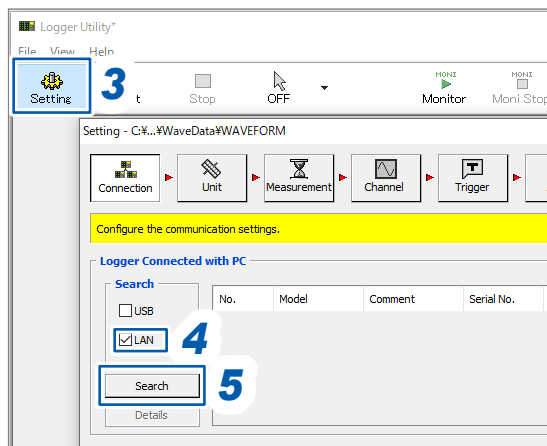 Logger Utility*
File View Help
MONI MONI
Setting 3 t Stop OFF Monitor Moni Stop
Setting - C:¥...¥WaveData¥WAVEFORM
Connection Unit Measurement Channel Trigger
Configure the communication settings.
Logger Connected with PC
Search
No. Model Comment Serial No.
USB
LAN 4
Search 5
Details